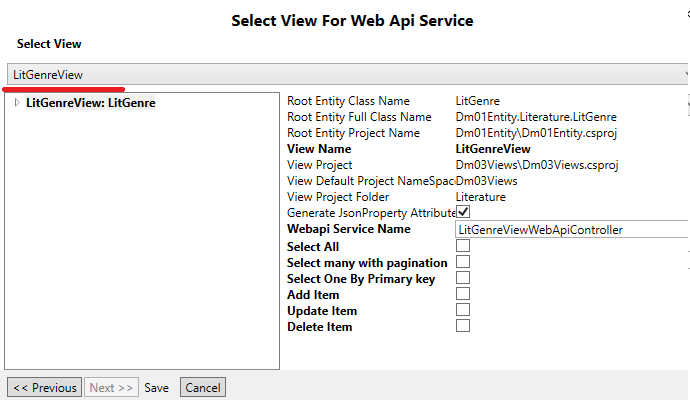 Select View For Web Api Service
Select View
LitGenreView
LitGenreView: LitGenre
Root Entity Class Name LitGenre
Root Entity Full Class Name Dm01Entity.Literature.LitGenre
Root Entity Project Name Dm01Entity\Dm01Entity.csproj
View Name LitGenreView
View Project Dm03Views\Dm03Views.csproj
View Default Project NameSpac Dm03Views
View Project Folder Literature
Generate JsonProperty Attribute
Webapi Service Name LitGenreViewWebApiController
Select All
Select many with pagination
Select One By Primary key
Add Item
Update Item
Delete Item
<< Previous Next >> Save Cancel